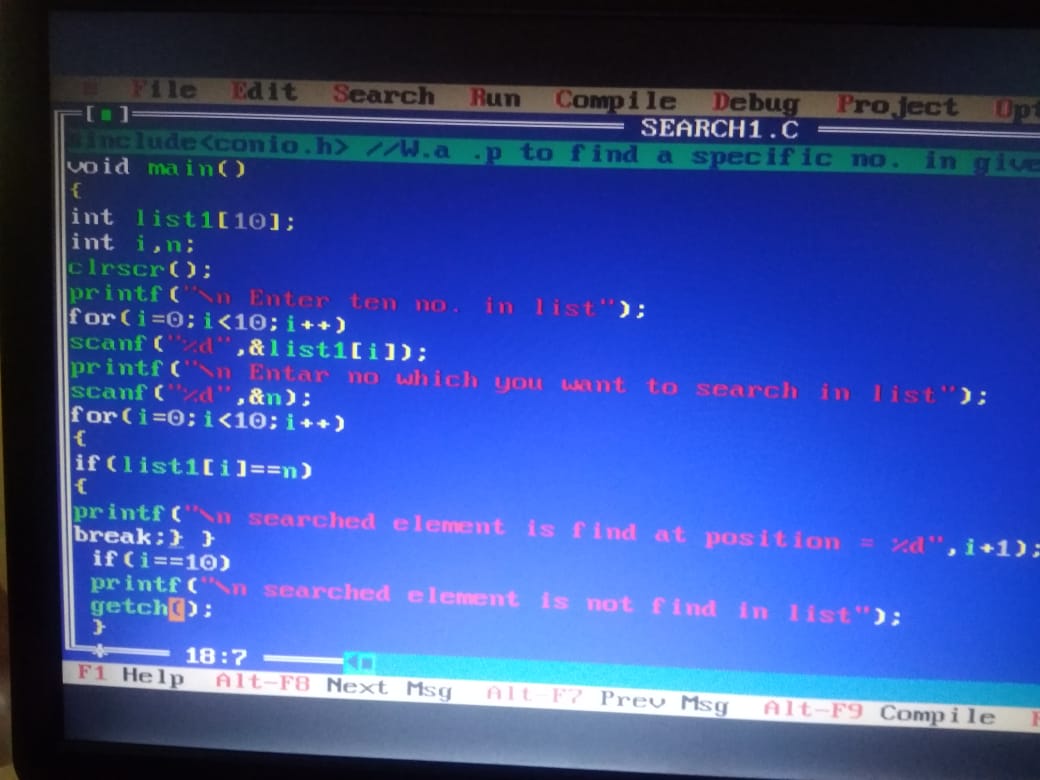 ≡ File Edit Search Run Compile Debug Project Opt
[■] SEARCH1.C
#include<conio.h> //W.a .p to find a specific no. in give
void main()
{
int list1[10];
int i,n;
clrscr();
printf("\n Enter ten no. in list");
for(i=0;i<10;i++)
scanf("%d",&list1[i]);
printf("\n Entar no which you want to search in list");
scanf("%d",&n);
for(i=0;i<10;i++)
{
if(list1[i]==n)
{
printf("\n searched element is find at position = %d",i+1);
break;} }
if(i==10)
printf("\n searched element is not find in list");
getch();
}
18:7
F1 Help Alt-F8 Next Msg Alt-F7 Prev Msg Alt-F9 Compile F